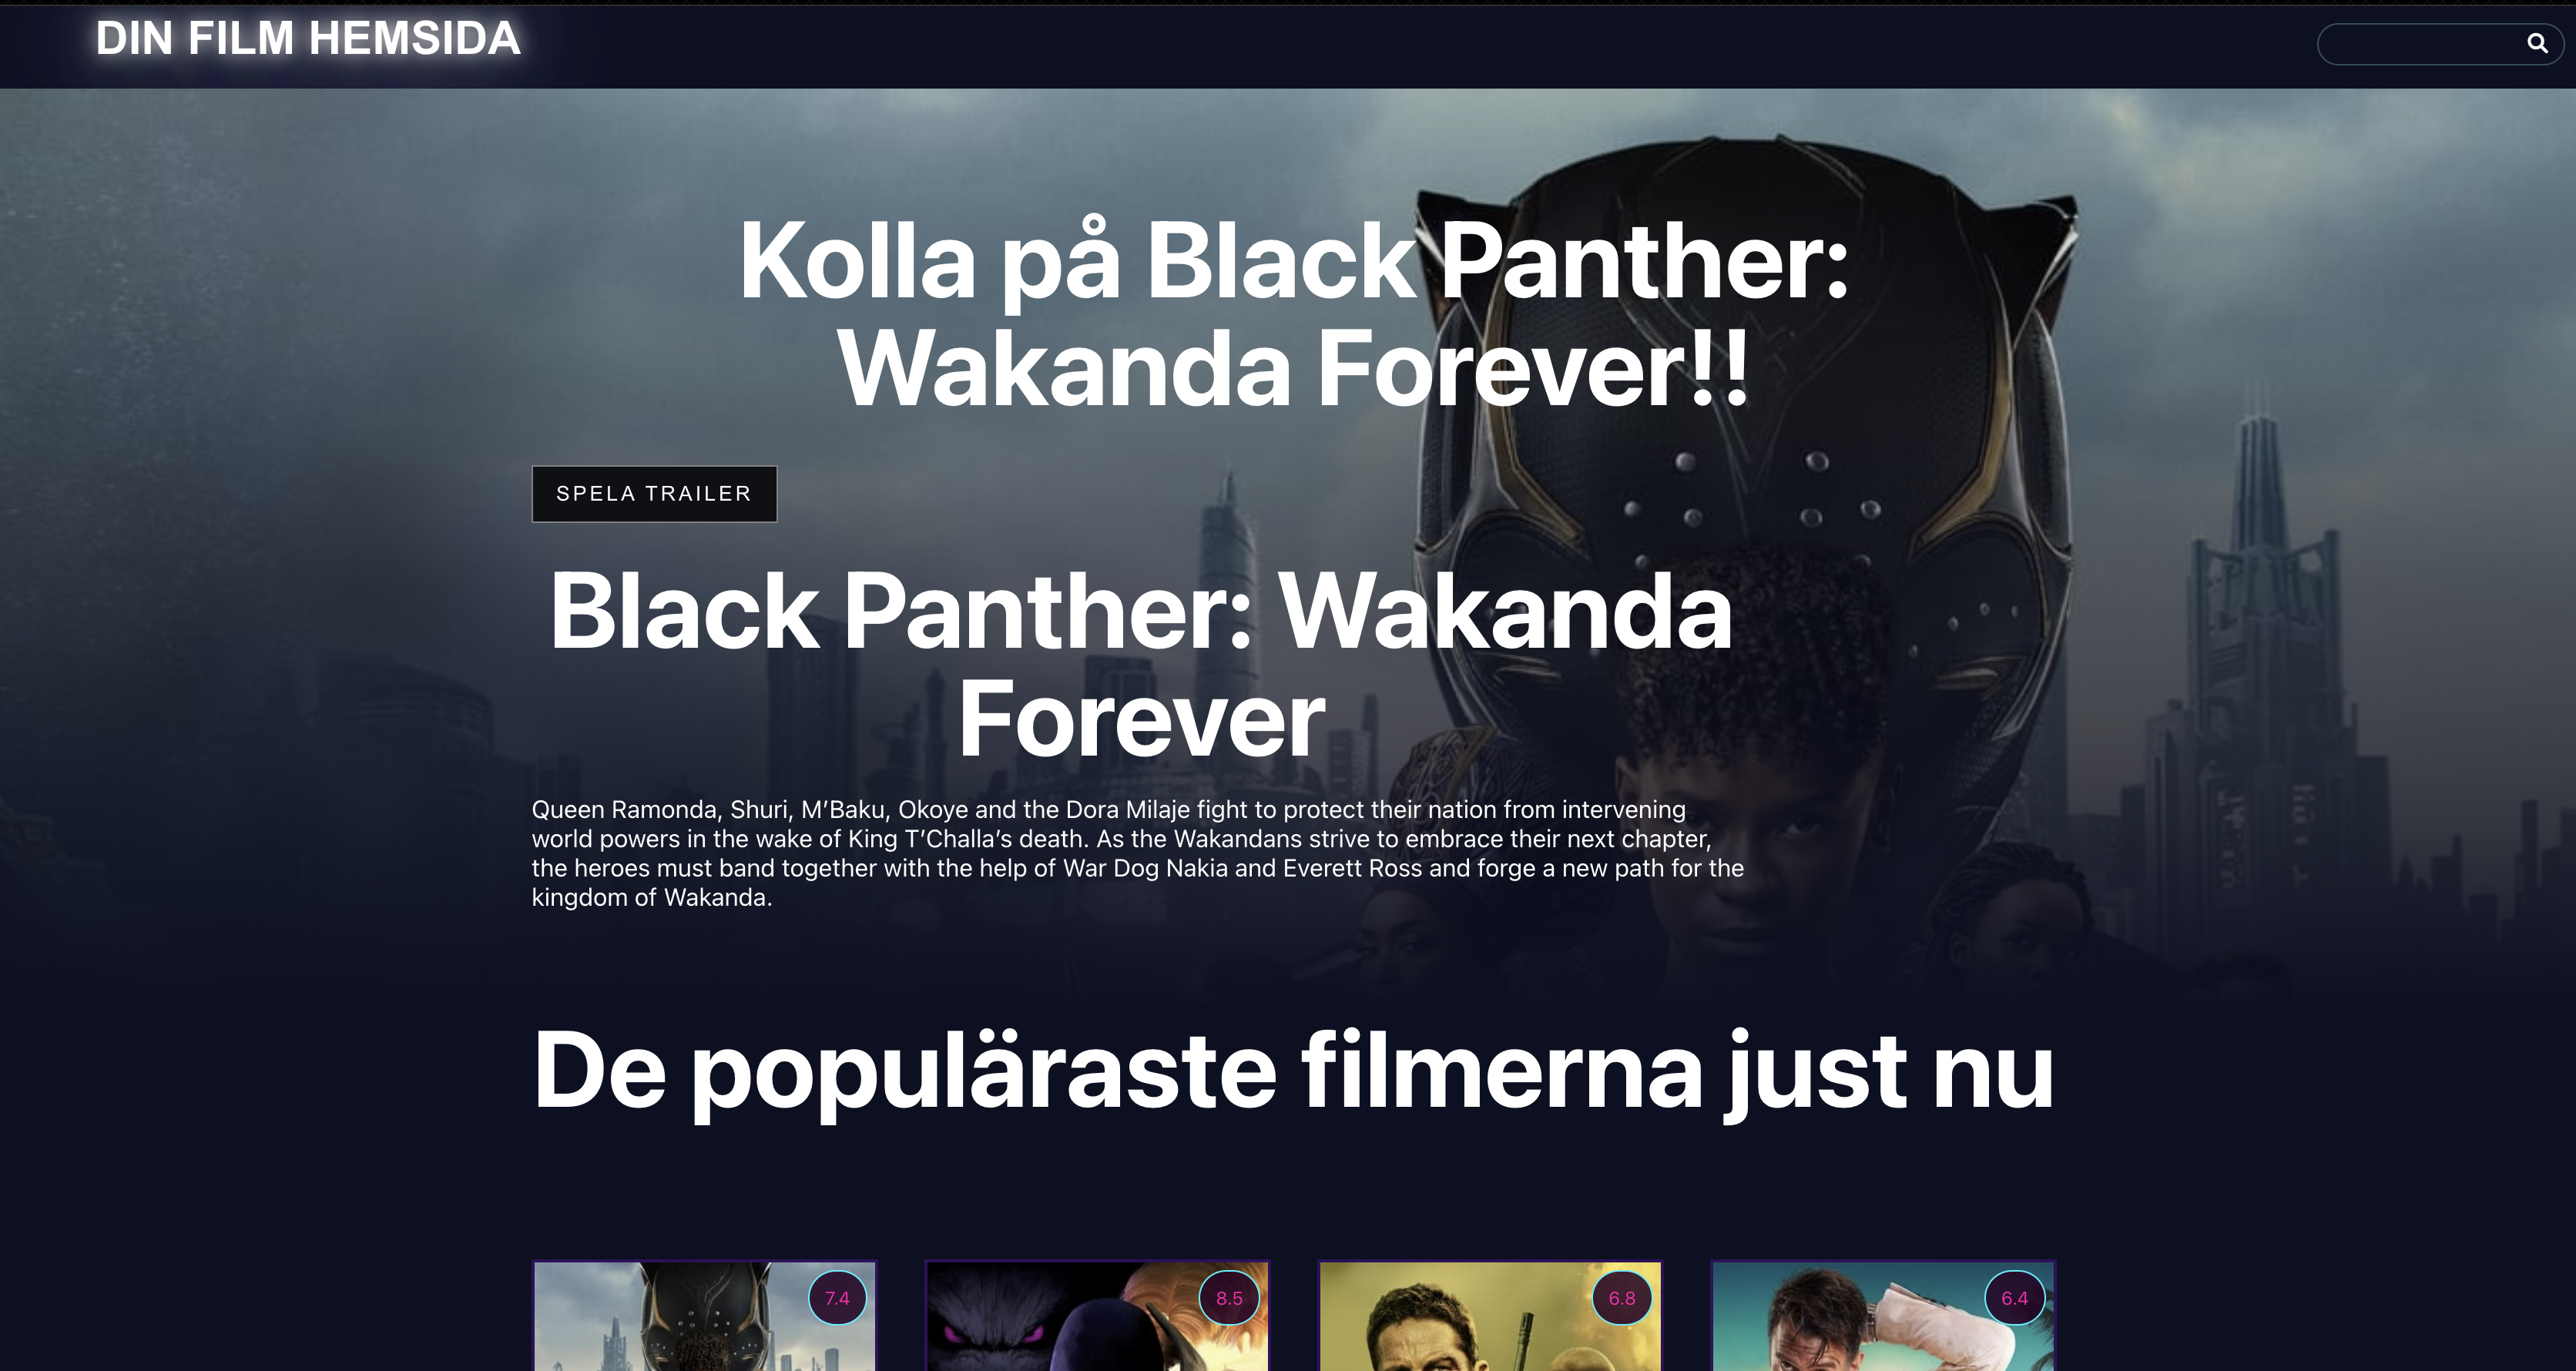 DIN FILM HEMSIDA
Kolla på Black Panther:
Wakanda Forever!!
SPELA TRAILER
Black Panther: Wakanda
Forever
Queen Ramonda, Shuri, M’Baku, Okoye and the Dora Milaje fight to protect their nation from intervening
world powers in the wake of King T’Challa’s death. As the Wakandans strive to embrace their next chapter,
the heroes must band together with the help of War Dog Nakia and Everett Ross and forge a new path for the
kingdom of Wakanda.
De populäraste filmerna just nu
7.4
8.5
6.8
6.4